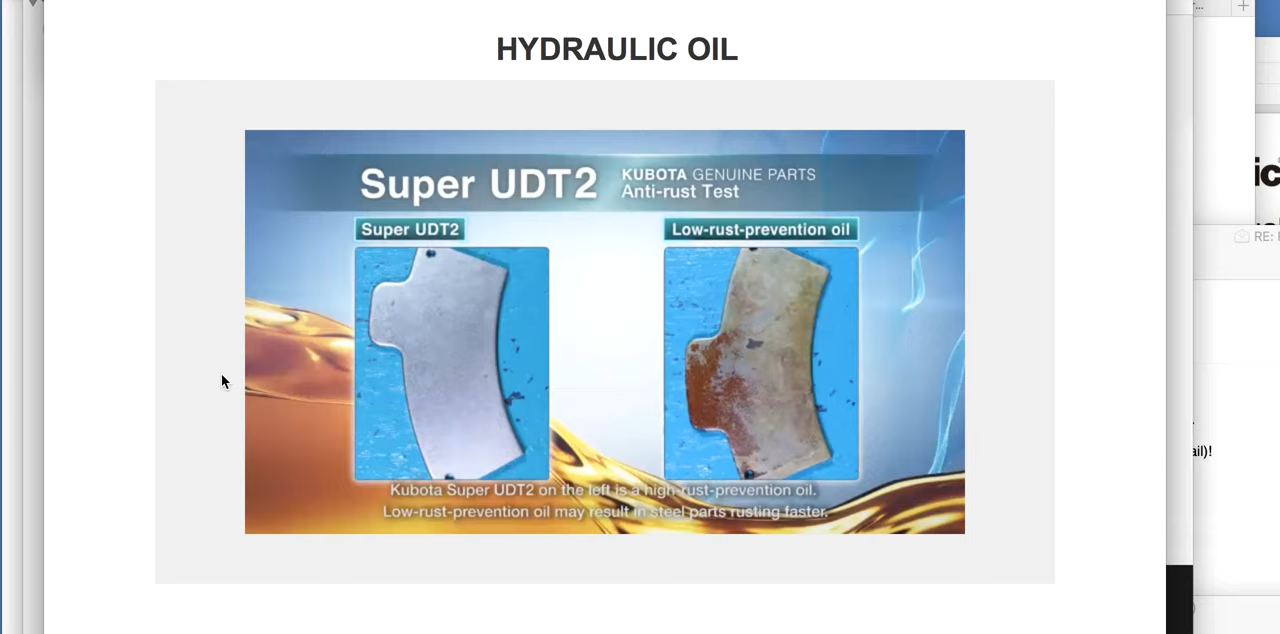 HYDRAULIC OIL
Super UDT2
KUBOTA GENUINE PARTS
Anti-rust Test
Super UDT2
Low-rust-prevention oil
Kubota Super UDT2 on the left is a high-rust-prevention oil.
Low-rust-prevention oil may result in steel parts rusting faster.
ic
RE:
ail)!